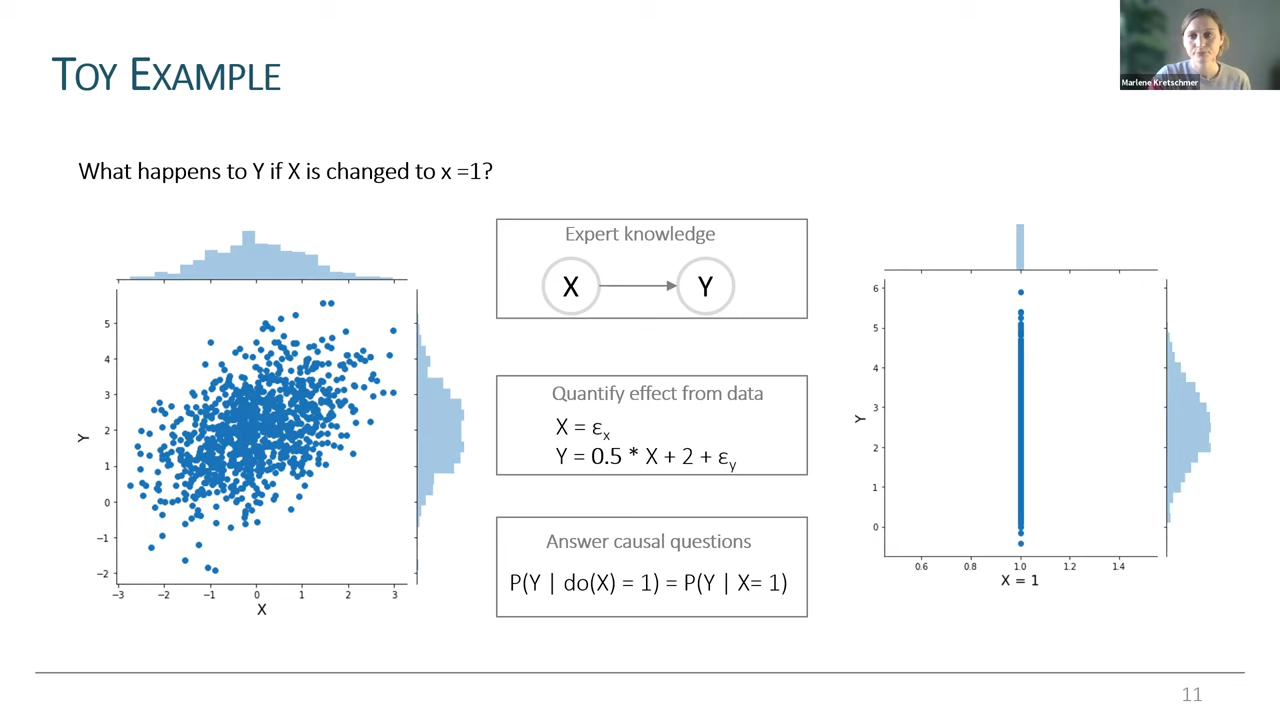 TOY EXAMPLE
Marlene Kretschmer
What happens to Y if X is changed to x =1?
Expert knowledge
X
Y
Quantify effect from data
X = εx
Y = 0.5 * X + 2 + εy
Answer causal questions
P(Y | do(X) = 1) = P(Y | X= 1)
Y
5
4
3
2
1
0
−1
−2
−3 −2 −1 0 1 2 3
X
Y
6
5
4
3
2
1
0
0.6 0.8 1.0 1.2 1.4
X = 1
11